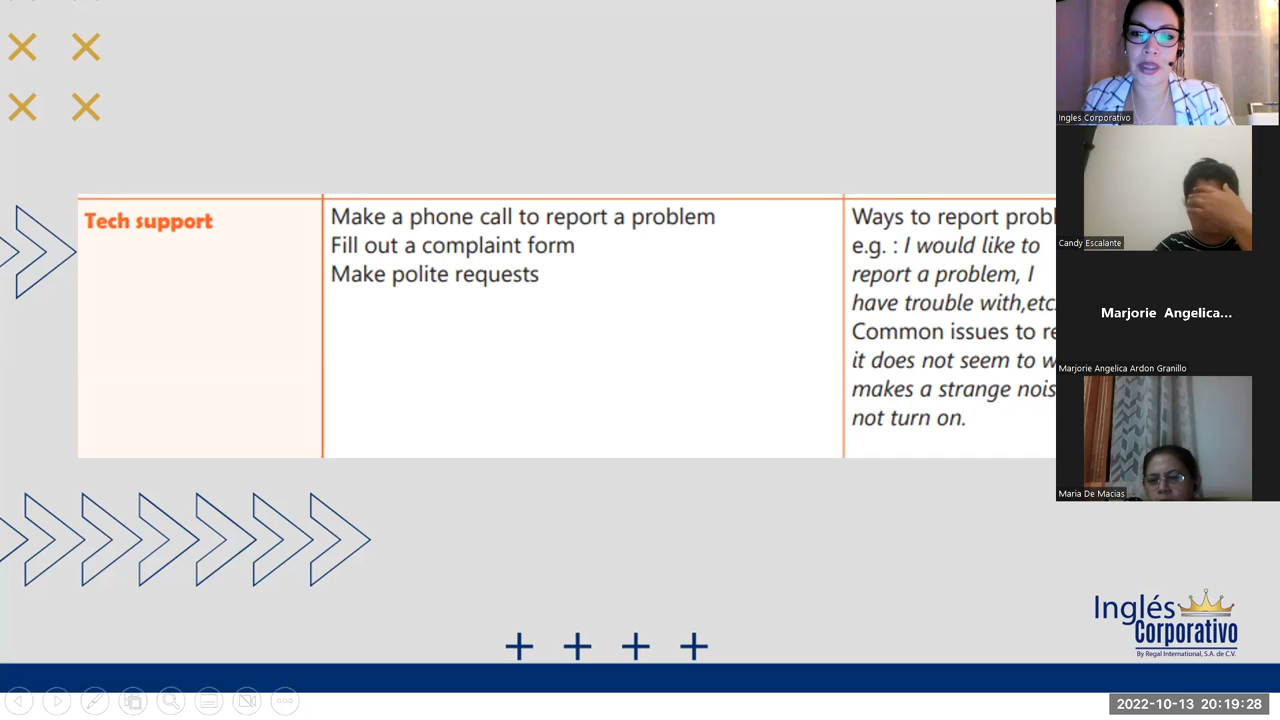 Tech support
Make a phone call to report a problem
Fill out a complaint form
Make polite requests
Ways to report
e.g. : I would like to
report a problem, I
have trouble with,etc
Common issues to
it does not seem to
makes a strange
not turn on.
Ingles Corporativo
Candy Escalante
Marjorie Angelica...
Marjorie Angelica Ardon Granillo
Maria De Macias
Inglés
Corporativo
By Regal International, S.A. de C.V.
2022-10-13 20:19:28